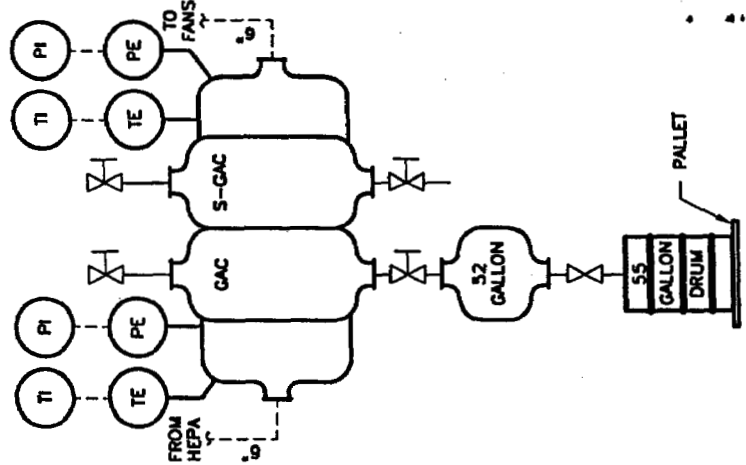 TI
PI
TI
PI
TE
PE
TE
PE
FROM
HEPA
6"
TO
FANS
6"
GAC
S-GAC
52
GALLON
55
GALLON
DRUM
PALLET